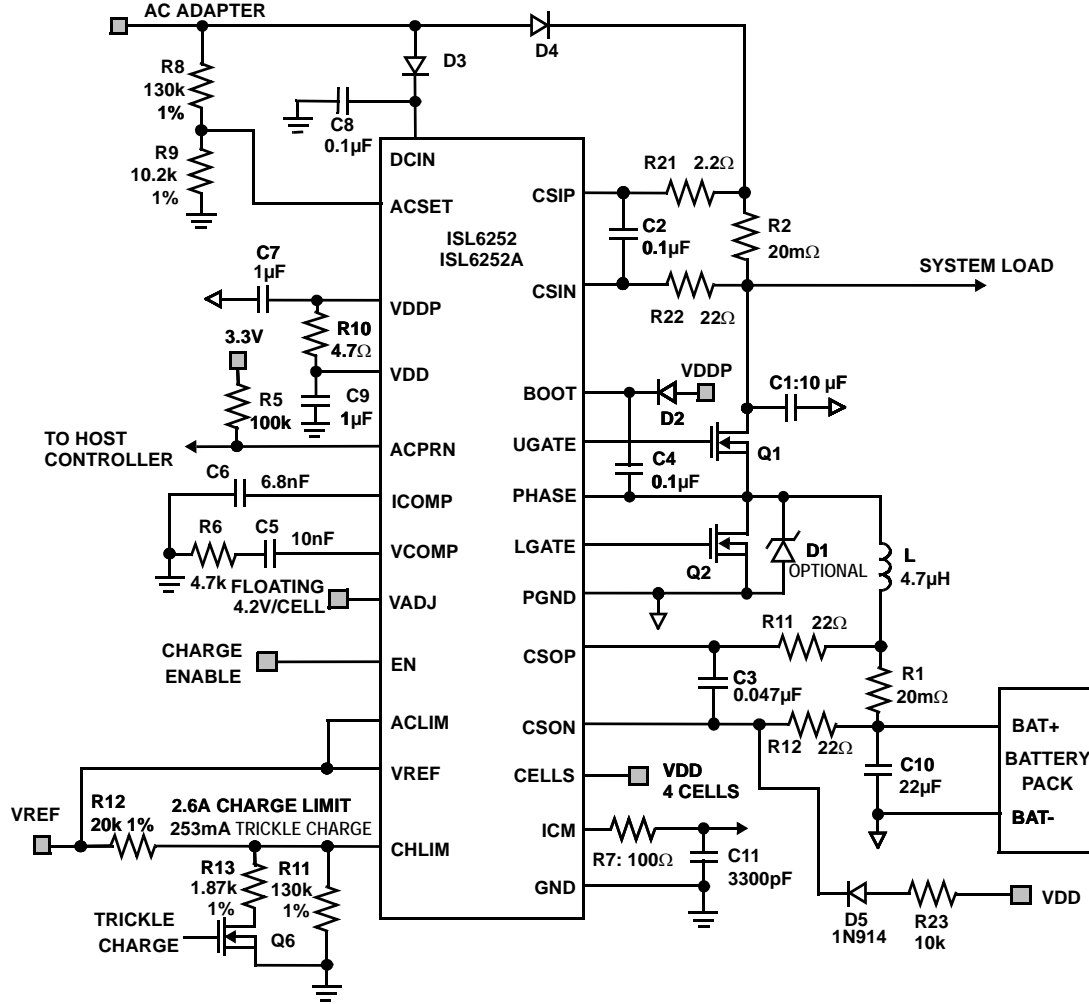 AC ADAPTER
D4
D3
R8
130k
1%
C8
0.1µF
R9
10.2k
1%
DCIN
ACSET
ISL6252
ISL6252A
CSIP
R21 2.2Ω
C2
0.1µF
R2
20mΩ
CSIN
R22 22Ω
SYSTEM LOAD
C7
1µF
VDDP
R10
4.7Ω
3.3V
VDD
R5
100k
C9
1µF
BOOT
VDDP
D2
C1:10 µF
TO HOST
CONTROLLER
ACPRN
UGATE
Q1
C4
0.1µF
C6
6.8nF
ICOMP
PHASE
R6
4.7k
C5
10nF
VCOMP
LGATE
Q2
D1
OPTIONAL
L
4.7µH
FLOATING
4.2V/CELL
VADJ
PGND
R11 22Ω
CHARGE
ENABLE
EN
CSOP
C3
0.047µF
R1
20mΩ
ACLIM
CSON
R12 22Ω
BAT+
BATTERY
PACK
BAT-
C10
22µF
VREF
CELLS
VDD
4 CELLS
VREF
R12
20k 1%
2.6A CHARGE LIMIT
253mA TRICKLE CHARGE
CHLIM
ICM
R7: 100Ω
C11
3300pF
R13
1.87k
1%
R11
130k
1%
GND
TRICKLE
CHARGE
Q6
D5
1N914
R23
10k
VDD